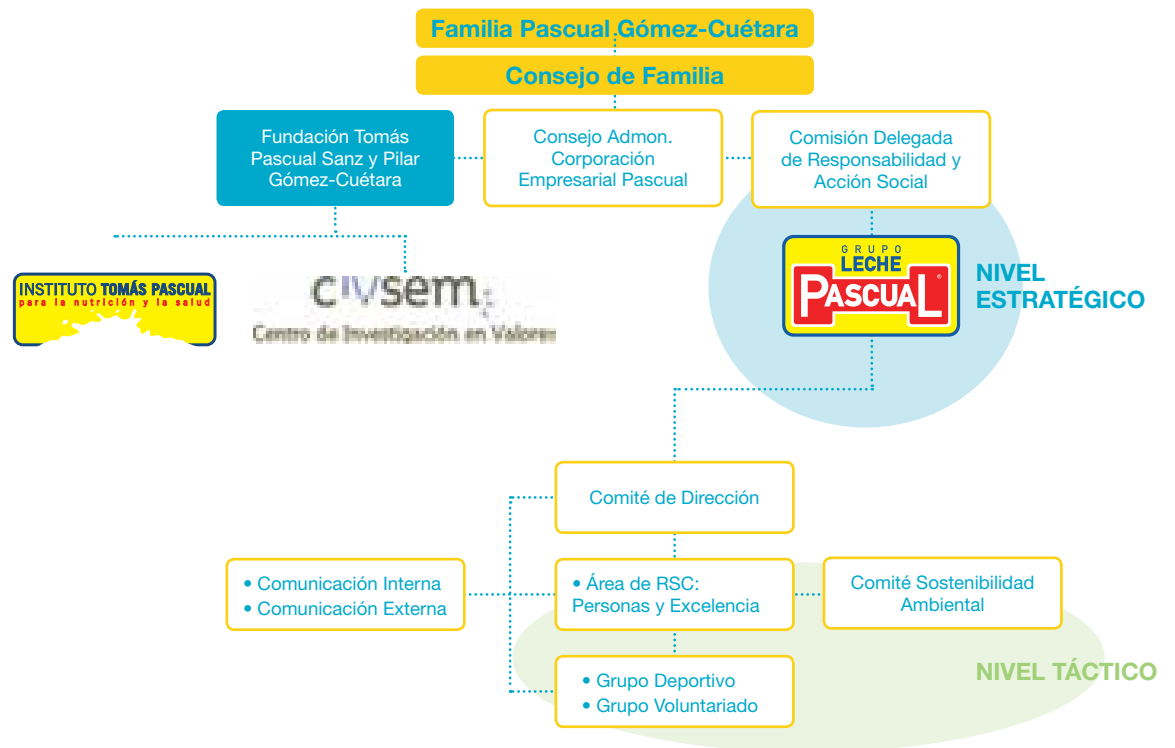 Familia Pascual Gómez-Cuétara
Consejo de Familia
Fundación Tomás
Pascual Sanz y Pilar
Gómez-Cuétara
Consejo Admon.
Corporación
Empresarial Pascual
Comisión Delegada
de Responsabilidad y
Acción Social
INSTITUTO TOMÁS PASCUAL
para la nutrición y la salud
civsem
Centro de Investigación en Valores
GRUPO
LECHE
PASCUAL
NIVEL
ESTRATÉGICO
Comité de Dirección
• Comunicación Interna
• Comunicación Externa
• Área de RSC:
Personas y Excelencia
Comité Sostenibilidad
Ambiental
• Grupo Deportivo
• Grupo Voluntariado
NIVEL TÁCTICO